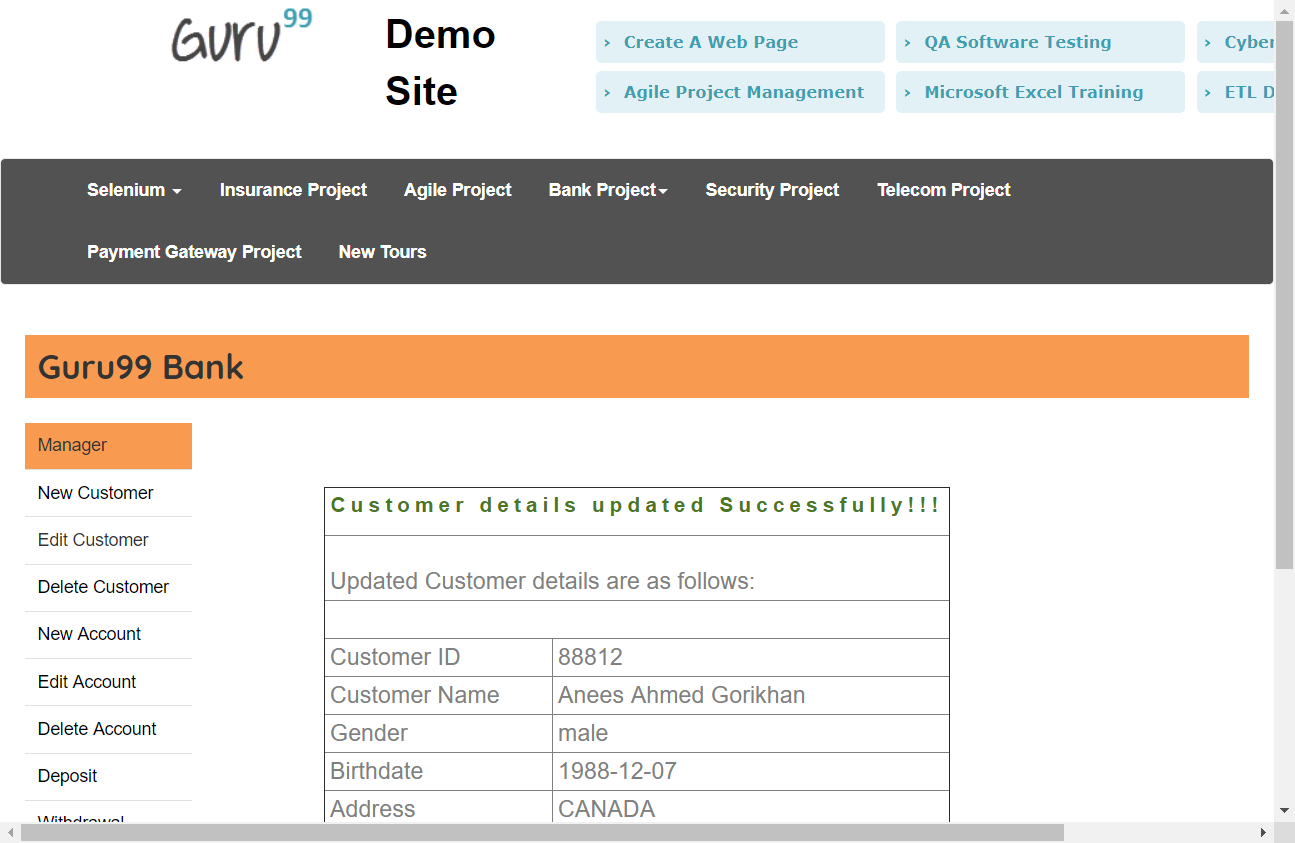 Guru99
Demo
Site
› Create A Web Page
› QA Software Testing
› Cyber
› Agile Project Management
› Microsoft Excel Training
› ETL D
Selenium
Insurance Project
Agile Project
Bank Project
Security Project
Telecom Project
Payment Gateway Project
New Tours
Guru99 Bank
Manager
New Customer
Edit Customer
Delete Customer
New Account
Edit Account
Delete Account
Deposit
Withdrawal
Customer details updated Successfully!!!
Updated Customer details are as follows:
Customer ID 88812
Customer Name Anees Ahmed Gorikhan
Gender male
Birthdate 1988-12-07
Address CANADA